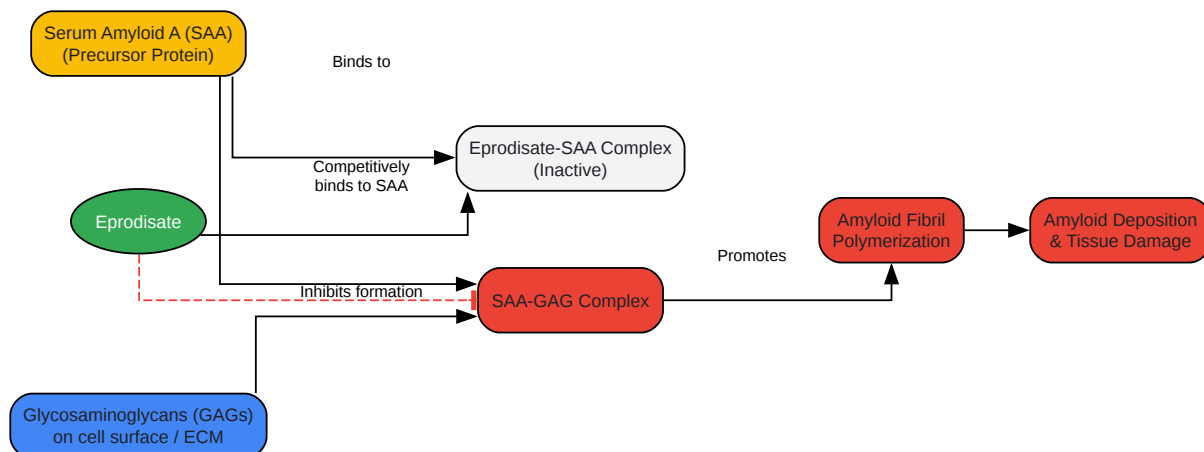 Serum Amyloid A (SAA)
(Precursor Protein)
Binds to
Eprodisate-SAA Complex
(Inactive)
Competitively
binds to SAA
Eprodisate
Amyloid Fibril
Polymerization
Amyloid Deposition
& Tissue Damage
Promotes
Inhibits formation
SAA-GAG Complex
Glycosaminoglycans (GAGs)
on cell surface / ECM